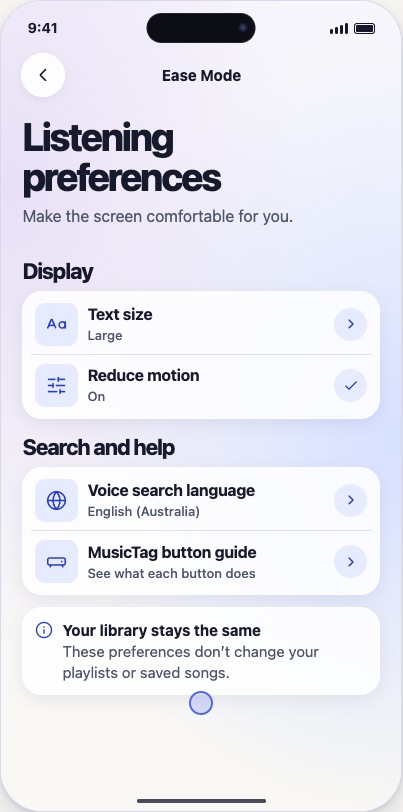 9:41
Ease Mode
Listening
preferences
Make the screen comfortable for you.
Display
Aa
Text size
Large
Reduce motion
On
Search and help
Voice search language
English (Australia)
MusicTag button guide
See what each button does
Your library stays the same
These preferences don’t change your
playlists or saved songs.